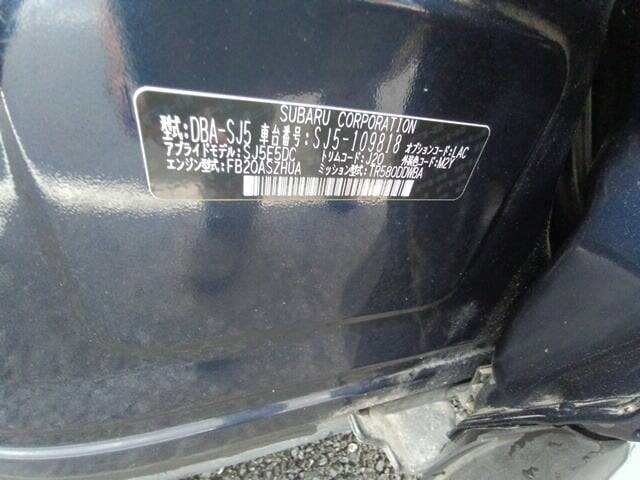 SUBARU CORPORATION
型式:DBA-SJ5 車台番号:SJ5-109818 オプションコード:LAC
アプライドモデル:SJ5E5DC トリムコード:J20 外装色コード:M2Y
エンジン型式:FB20ASZHUA ミッション型式:TR580DDWBA